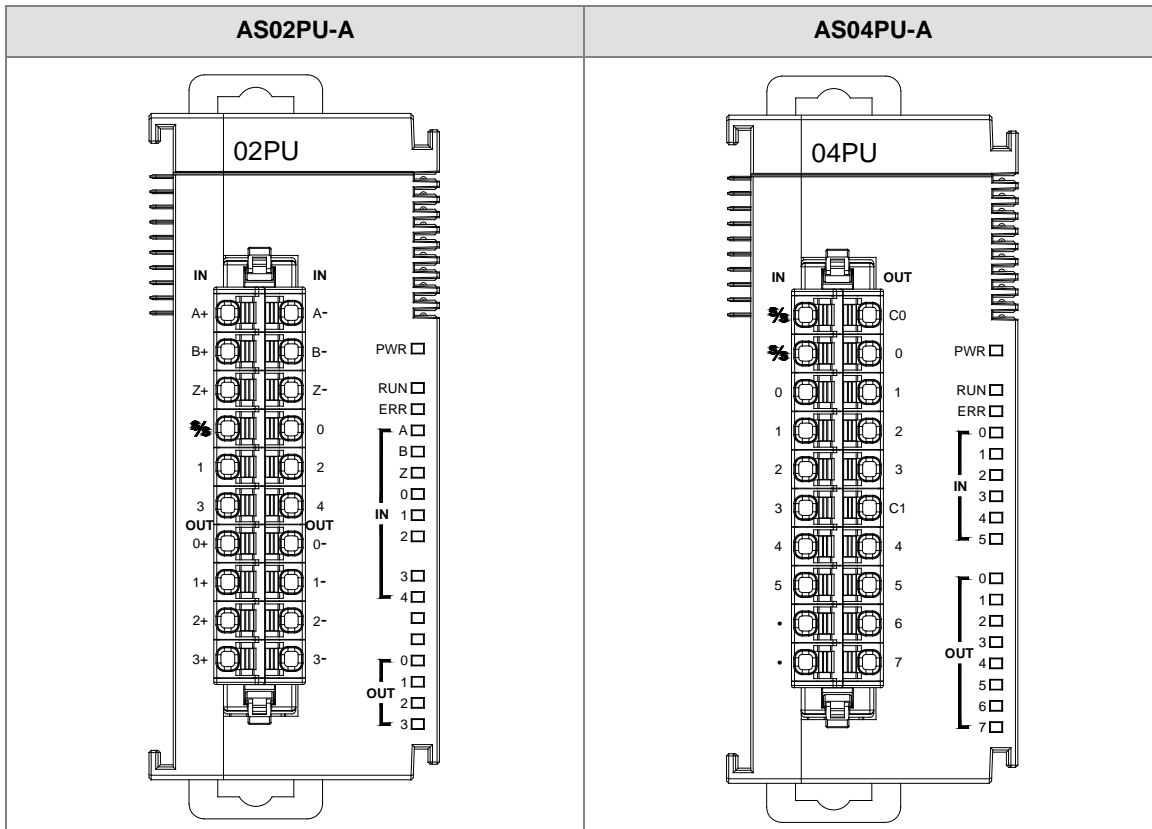 AS02PU-A AS04PU-A
02PU
IN IN
A+ A-
B+ B-
Z+ Z-
S/S 0
1 2
3 4
OUT OUT
0+ 0-
1+ 1-
2+ 2-
3+ 3-
PWR
RUN
ERR
A
B
Z
0
IN 1
2
3
4
0
1
OUT 2
3
04PU
IN OUT
S/S C0
S/S 0
0 1
1 2
2 3
3 C1
4 4
5 5
• 6
• 7
PWR
RUN
ERR
0
1
2
IN 3
4
5
0
1
2
3
OUT 4
5
6
7